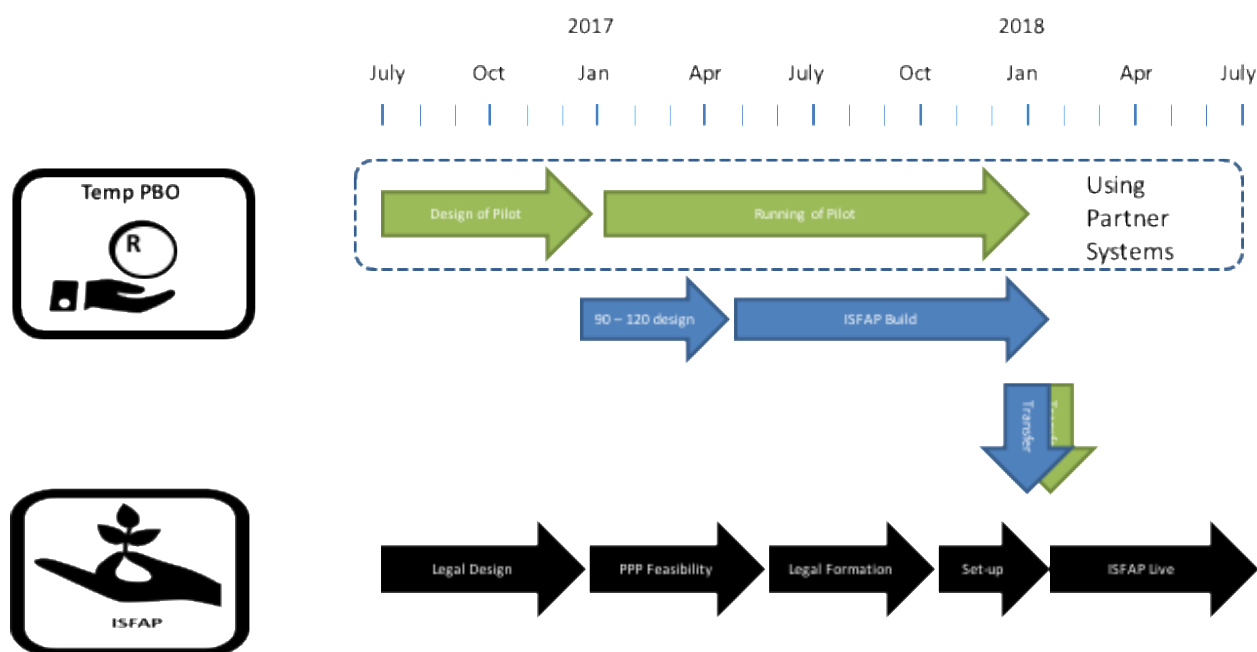 2017
2018
July
Oct
Jan
Apr
July
Oct
Jan
Apr
July
Temp PBO
R
Design of Pilot
Running of Pilot
Using
Partner
Systems
90 – 120 design
ISFAP Build
Transfer
Transfer
ISFAP
Legal Design
PPP Feasibility
Legal Formation
Set-up
ISFAP Live